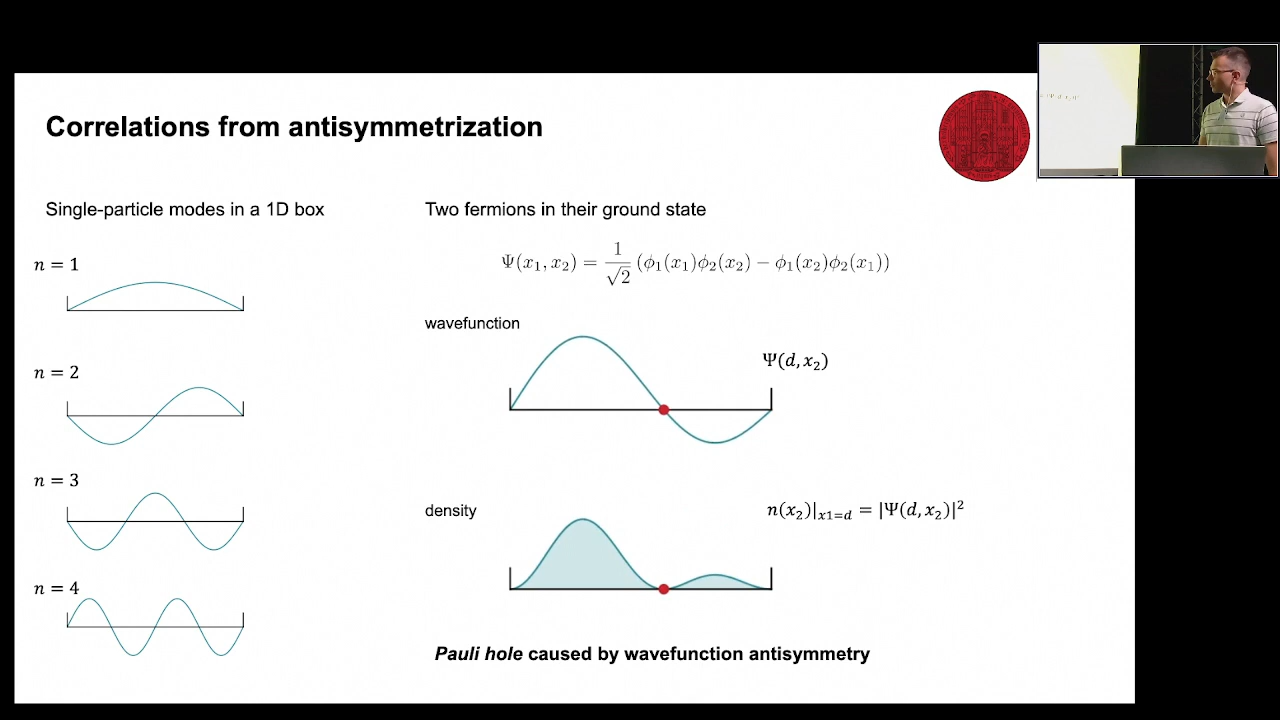 Correlations from antisymmetrization
Single-particle modes in a 1D box
n = 1
n = 2
n = 3
n = 4
Two fermions in their ground state
Ψ(x₁, x₂) = 1/√2 (ϕ₁(x₁)ϕ₂(x₂) − ϕ₁(x₂)ϕ₂(x₁))
wavefunction
Ψ(d, x₂)
density
n(x₂)|ₓ₁₌d = |Ψ(d, x₂)|²
Pauli hole caused by wavefunction antisymmetry